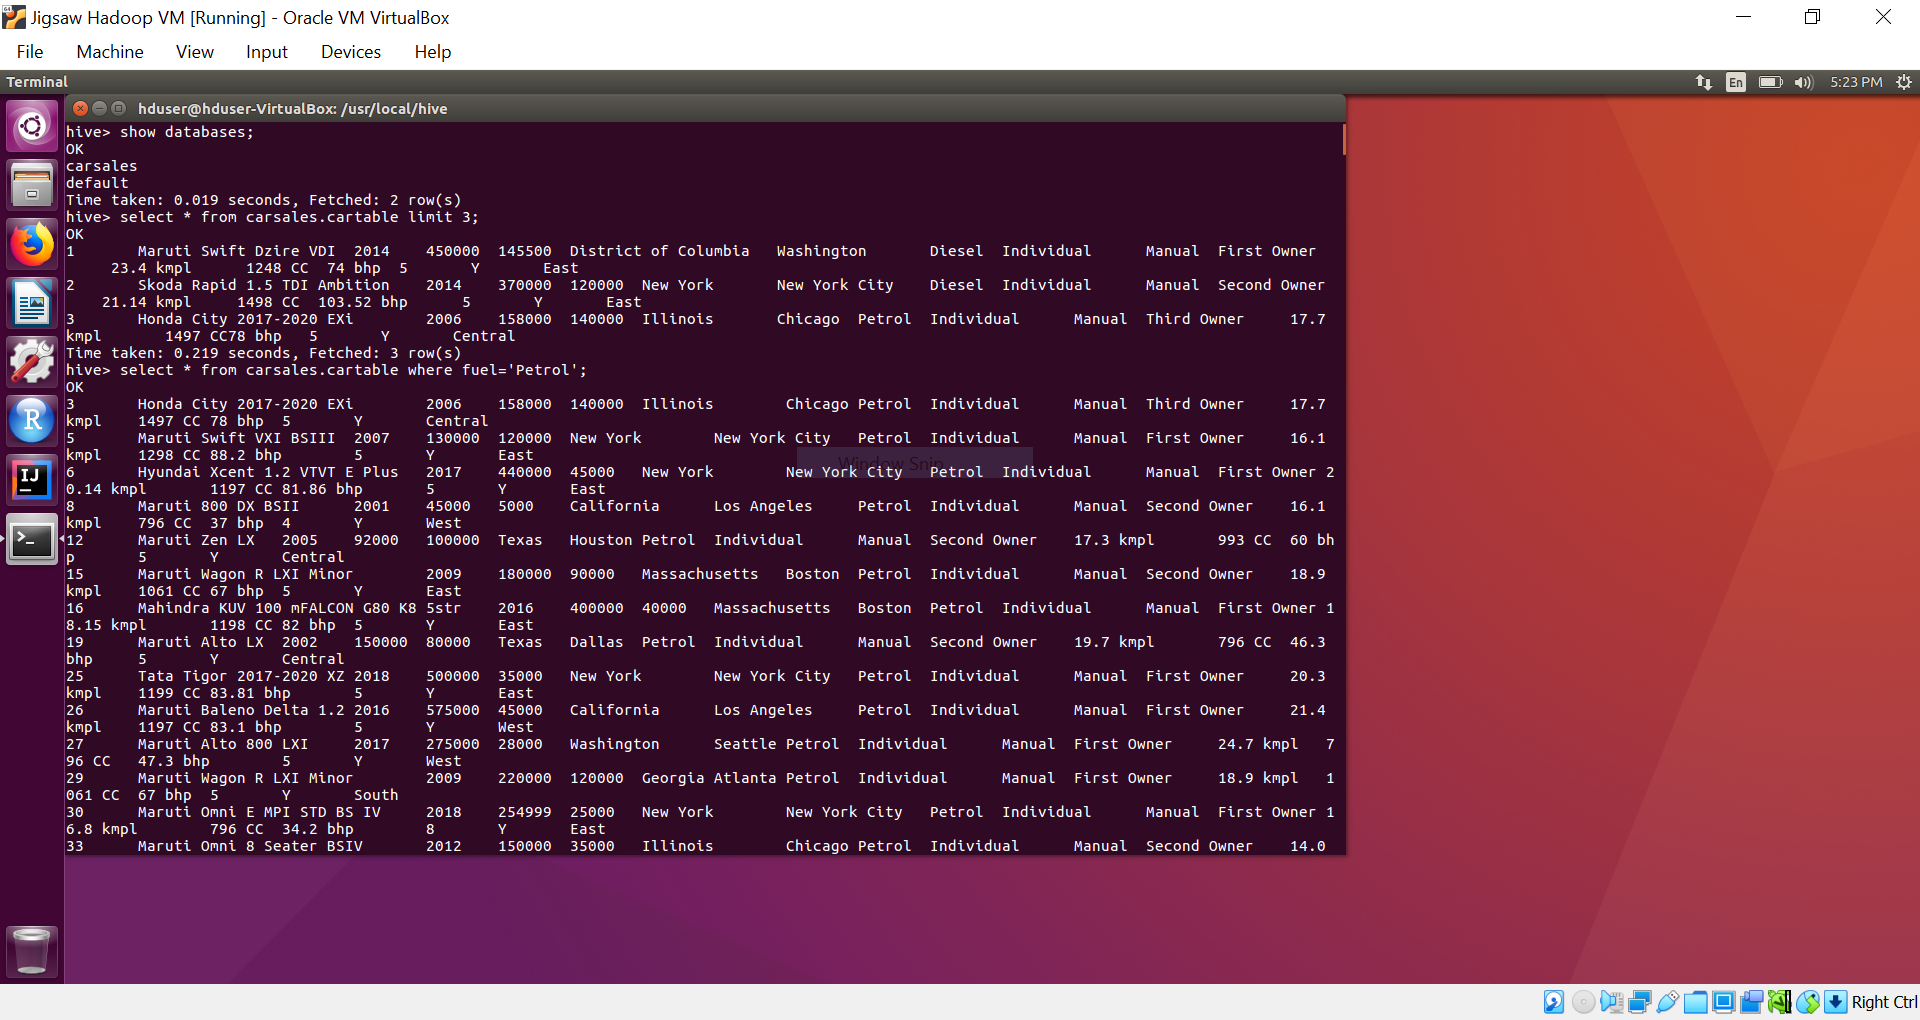 Jigsaw Hadoop VM [Running] - Oracle VM VirtualBox
File Machine View Input Devices Help
Terminal En 5:23 PM
hduser@hduser-VirtualBox: /usr/local/hive
hive> show databases;
OK
carsales
default
Time taken: 0.019 seconds, Fetched: 2 row(s)
hive> select * from carsales.cartable limit 3;
OK
1 Maruti Swift Dzire VDI 2014 450000 145500 District of Columbia Washington Diesel Individual Manual First Owner
23.4 kmpl 1248 CC 74 bhp 5 Y East
2 Skoda Rapid 1.5 TDI Ambition 2014 370000 120000 New York New York City Diesel Individual Manual Second Owner
21.14 kmpl 1498 CC 103.52 bhp 5 Y East
3 Honda City 2017-2020 EXi 2006 158000 140000 Illinois Chicago Petrol Individual Manual Third Owner 17.7
kmpl 1497 CC78 bhp 5 Y Central
Time taken: 0.219 seconds, Fetched: 3 row(s)
hive> select * from carsales.cartable where fuel='Petrol';
OK
3 Honda City 2017-2020 EXi 2006 158000 140000 Illinois Chicago Petrol Individual Manual Third Owner 17.7
kmpl 1497 CC 78 bhp 5 Y Central
5 Maruti Swift VXI BSIII 2007 130000 120000 New York New York City Petrol Individual Manual First Owner 16.1
kmpl 1298 CC 88.2 bhp 5 Y East
Window Snip
6 Hyundai Xcent 1.2 VTVT E Plus 2017 440000 45000 New York New York City Petrol Individual Manual First Owner 2
0.14 kmpl 1197 CC 81.86 bhp 5 Y East
8 Maruti 800 DX BSII 2001 45000 5000 California Los Angeles Petrol Individual Manual Second Owner 16.1
kmpl 796 CC 37 bhp 4 Y West
12 Maruti Zen LX 2005 92000 100000 Texas Houston Petrol Individual Manual Second Owner 17.3 kmpl 993 CC 60 bh
p 5 Y Central
15 Maruti Wagon R LXI Minor 2009 180000 90000 Massachusetts Boston Petrol Individual Manual Second Owner 18.9
kmpl 1061 CC 67 bhp 5 Y East
16 Mahindra KUV 100 mFALCON G80 K8 5str 2016 400000 40000 Massachusetts Boston Petrol Individual Manual First Owner 1
8.15 kmpl 1198 CC 82 bhp 5 Y East
19 Maruti Alto LX 2002 150000 80000 Texas Dallas Petrol Individual Manual Second Owner 19.7 kmpl 796 CC 46.3
bhp 5 Y Central
25 Tata Tigor 2017-2020 XZ 2018 500000 35000 New York New York City Petrol Individual Manual First Owner 20.3
kmpl 1199 CC 83.81 bhp 5 Y East
26 Maruti Baleno Delta 1.2 2016 575000 45000 California Los Angeles Petrol Individual Manual First Owner 21.4
kmpl 1197 CC 83.1 bhp 5 Y West
27 Maruti Alto 800 LXI 2017 275000 28000 Washington Seattle Petrol Individual Manual First Owner 24.7 kmpl 7
96 CC 47.3 bhp 5 Y West
29 Maruti Wagon R LXI Minor 2009 220000 120000 Georgia Atlanta Petrol Individual Manual First Owner 18.9 kmpl 1
061 CC 67 bhp 5 Y South
30 Maruti Omni E MPI STD BS IV 2018 254999 25000 New York New York City Petrol Individual Manual First Owner 1
6.8 kmpl 796 CC 34.2 bhp 8 Y East
33 Maruti Omni 8 Seater BSIV 2012 150000 35000 Illinois Chicago Petrol Individual Manual Second Owner 14.0
R
IJ
Right Ctrl